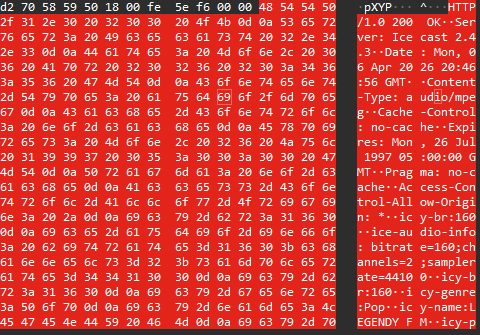 d2 70 58 59 50 18 00 fe 5e f6 00 00 48 54 54 50 ·pXYP··· ^···HTTP
2f 31 2e 30 20 32 30 30 20 4f 4b 0d 0a 53 65 72 /1.0 200 OK··Ser
76 65 72 3a 20 49 63 65 63 61 73 74 20 32 2e 34 ver: Ice cast 2.4
2e 33 0d 0a 44 61 74 65 3a 20 4d 6f 6e 2c 20 30 .3··Date : Mon, 0
36 20 41 70 72 20 32 30 32 36 20 32 30 3a 34 36 6 Apr 20 26 20:46
3a 35 36 20 47 4d 54 0d 0a 43 6f 6e 74 65 6e 74 :56 GMT· ·Content
2d 54 79 70 65 3a 20 61 75 64 69 6f 2f 6d 70 65 -Type: a udio/mpe
67 0d 0a 43 61 63 68 65 2d 43 6f 6e 74 72 6f 6c g··Cache -Control
3a 20 6e 6f 2d 63 61 63 68 65 0d 0a 45 78 70 69 : no-cac he··Expi
72 65 73 3a 20 4d 6f 6e 2c 20 32 36 20 4a 75 6c res: Mon , 26 Jul
20 31 39 39 37 20 30 35 3a 30 30 3a 30 30 20 47 1997 05 :00:00 G
4d 54 0d 0a 50 72 61 67 6d 61 3a 20 6e 6f 2d 63 MT··Prag ma: no-c
61 63 68 65 0d 0a 41 63 63 65 73 73 2d 43 6f 6e ache··Ac cess-Con
74 72 6f 6c 2d 41 6c 6c 6f 77 2d 4f 72 69 67 69 trol-All ow-Origi
6e 3a 20 2a 0d 0a 69 63 79 2d 62 72 3a 31 36 30 n: *··ic y-br:160
0d 0a 69 63 65 2d 61 75 64 69 6f 2d 69 6e 66 6f ··ice-au dio-info
3a 20 62 69 74 72 61 74 65 3d 31 36 30 3b 63 68 : bitrat e=160;ch
61 6e 6e 65 6c 73 3d 32 3b 73 61 6d 70 6c 65 72 annels=2 ;sampler
61 74 65 3d 34 34 31 30 30 0d 0a 69 63 79 2d 62 ate=4410 0··icy-b
72 3a 31 36 30 0d 0a 69 63 79 2d 67 65 6e 72 65 r:160··i cy-genre
3a 50 6f 70 0d 0a 69 63 79 2d 6e 61 6d 65 3a 4c :Pop··ic y-name:L
45 47 45 4e 44 59 20 46 4d 0d 0a 69 63 79 2d 70 EGENDY F M··icy-p